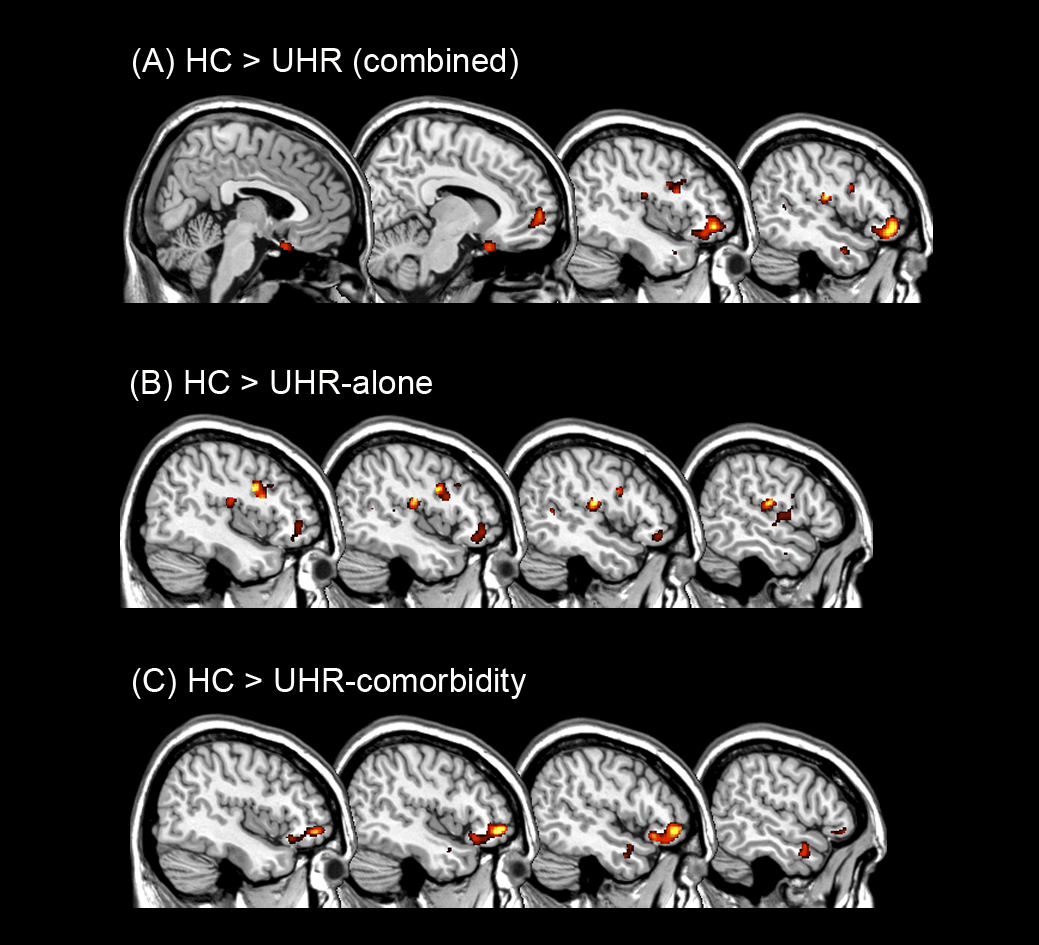 (A) HC > UHR (combined)
(B) HC > UHR-alone
(C) HC > UHR-comorbidity